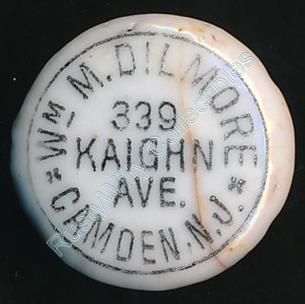 Wm M. DILMORE
339
KAIGHN
AVE.
CAMDEN, N.J.